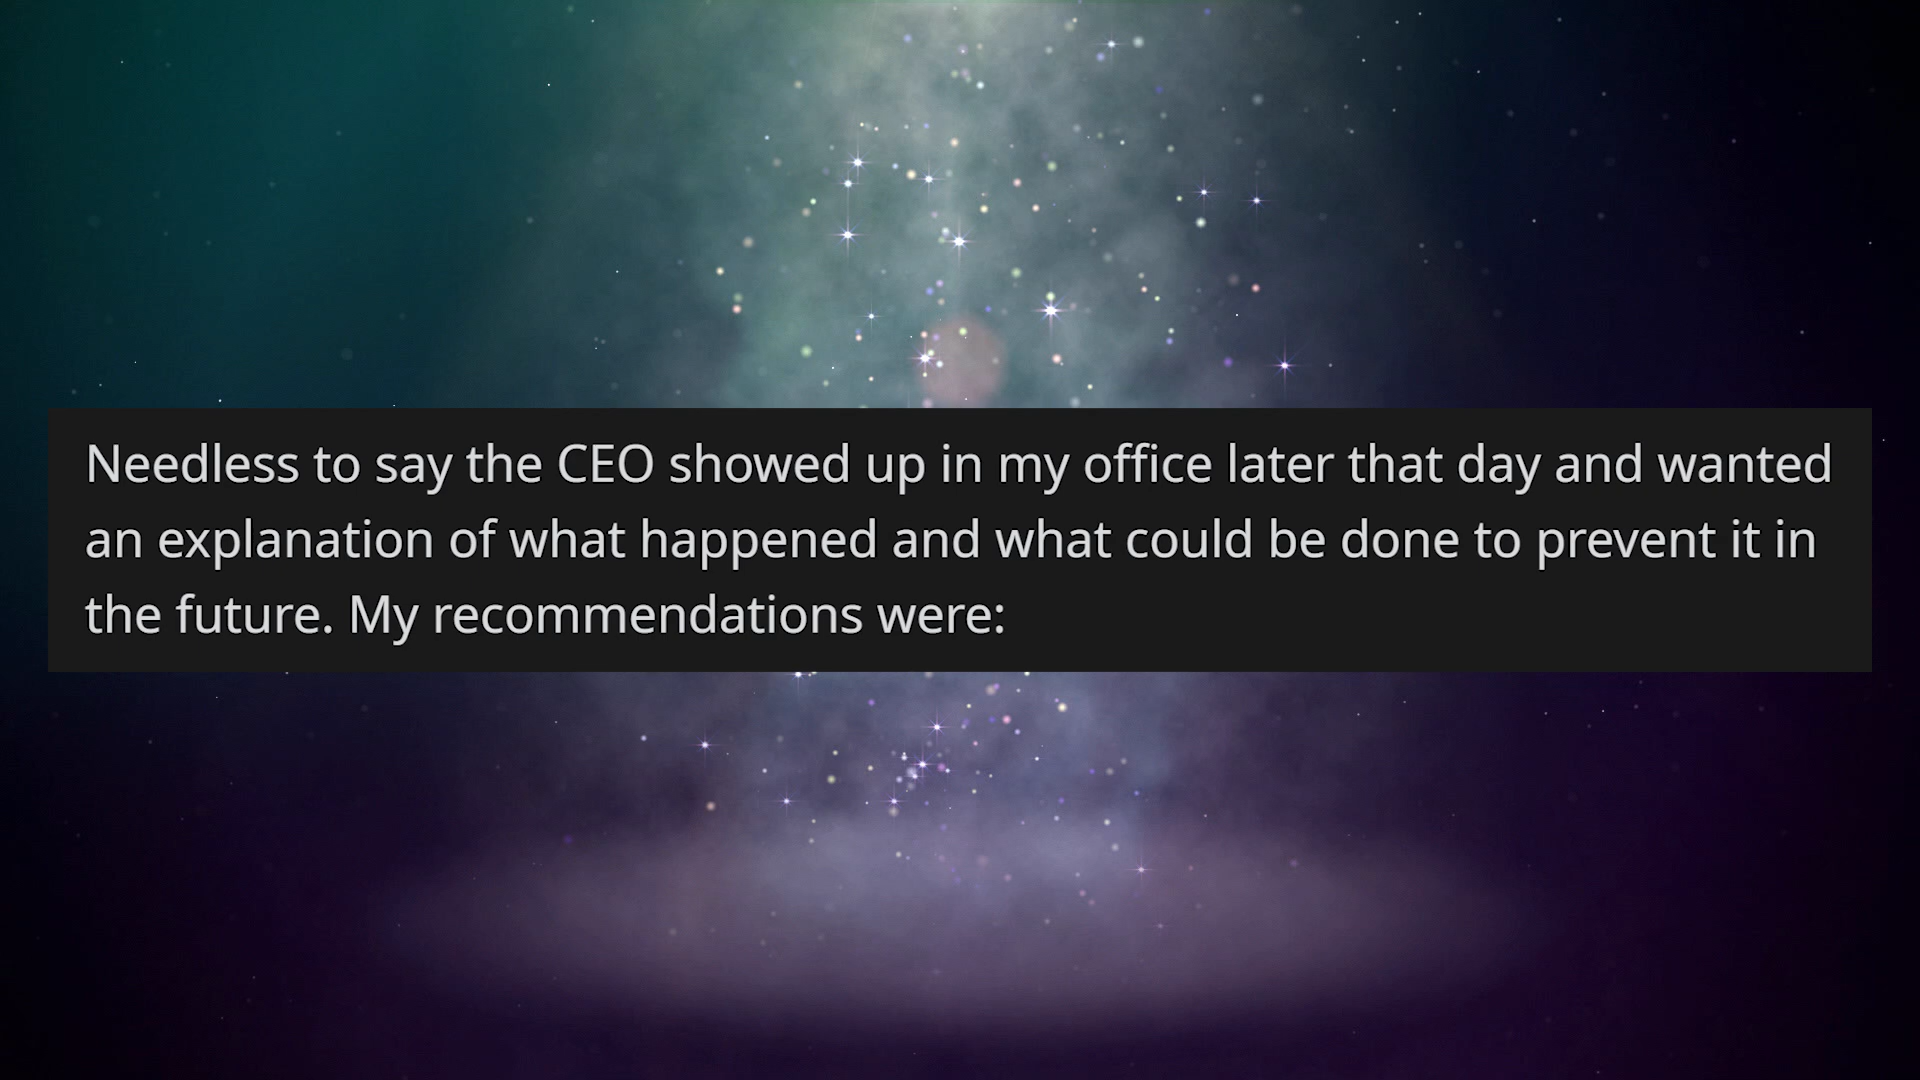 Needless to say the CEO showed up in my office later that day and wanted
an explanation of what happened and what could be done to prevent it in
the future. My recommendations were: